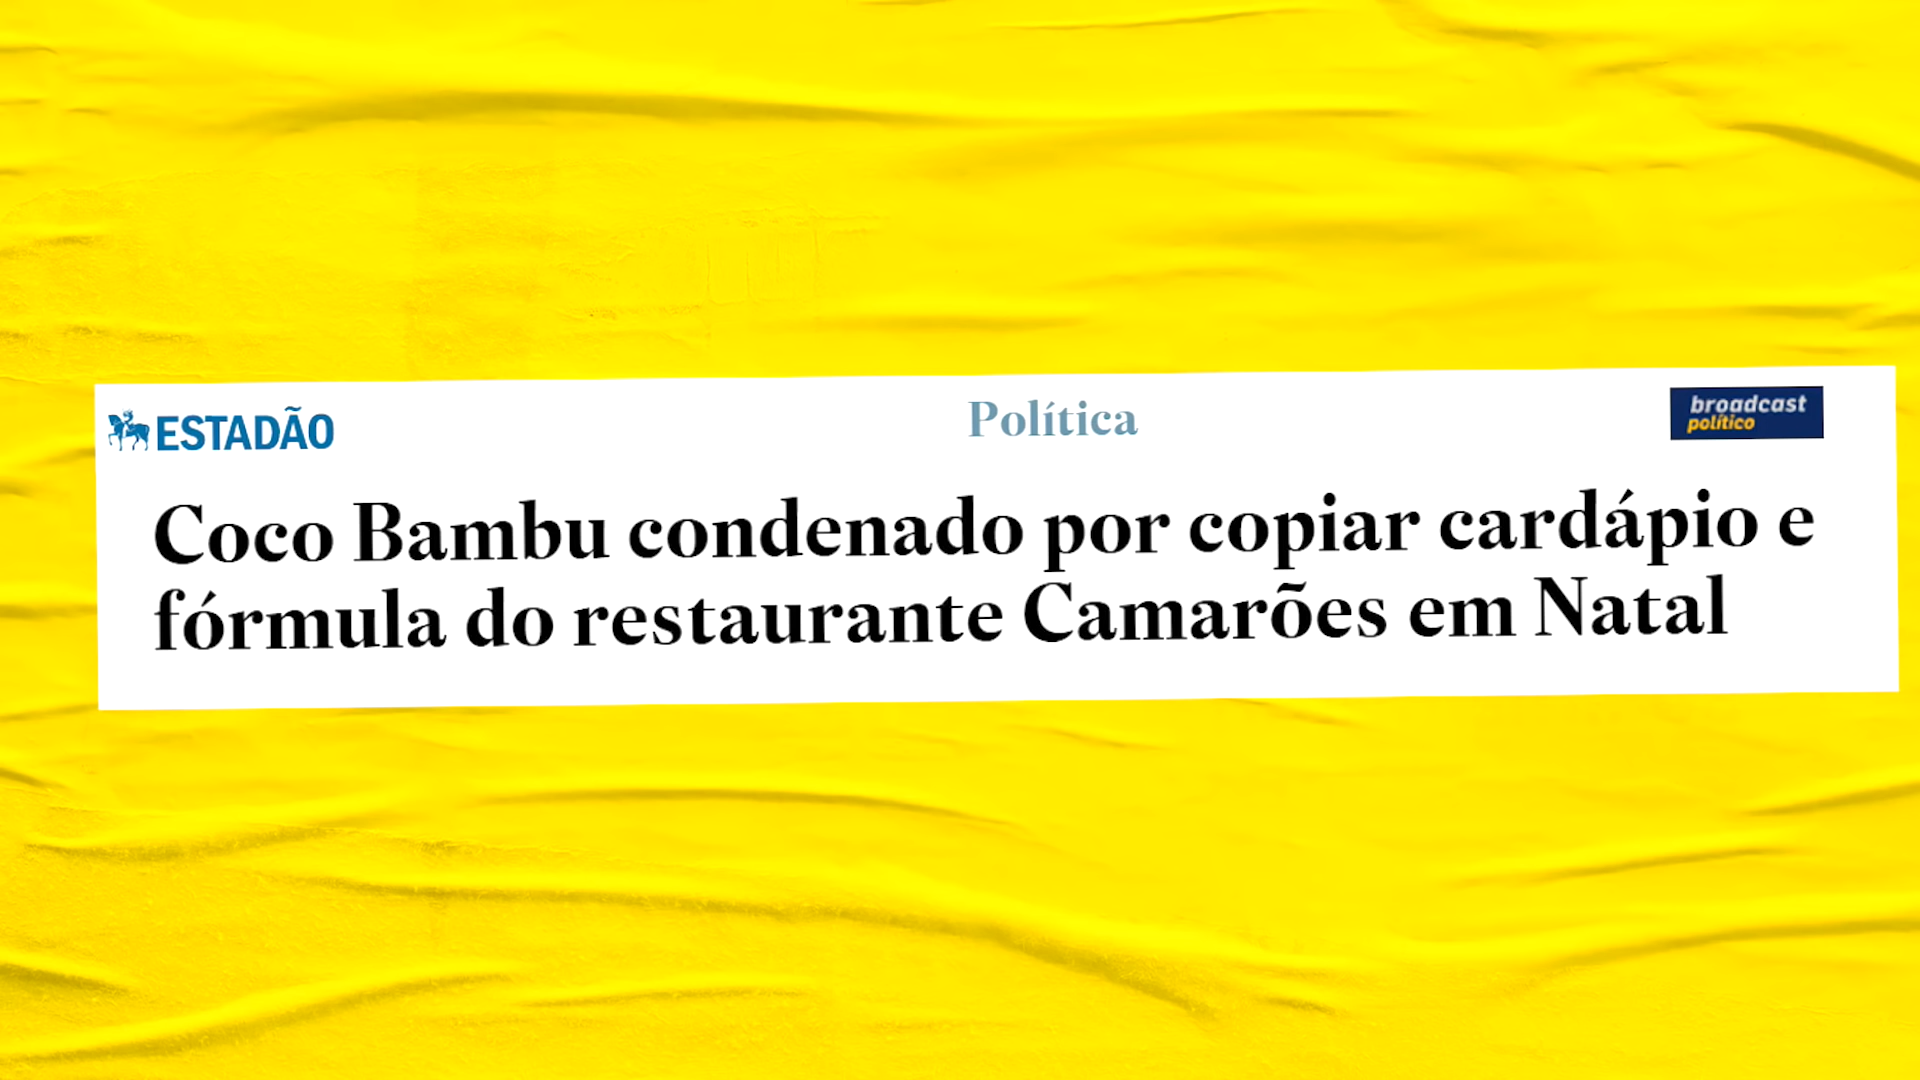 ESTADÃO
Política
broadcast
político
Coco Bambu condenado por copiar cardápio e
fórmula do restaurante Camarões em Natal